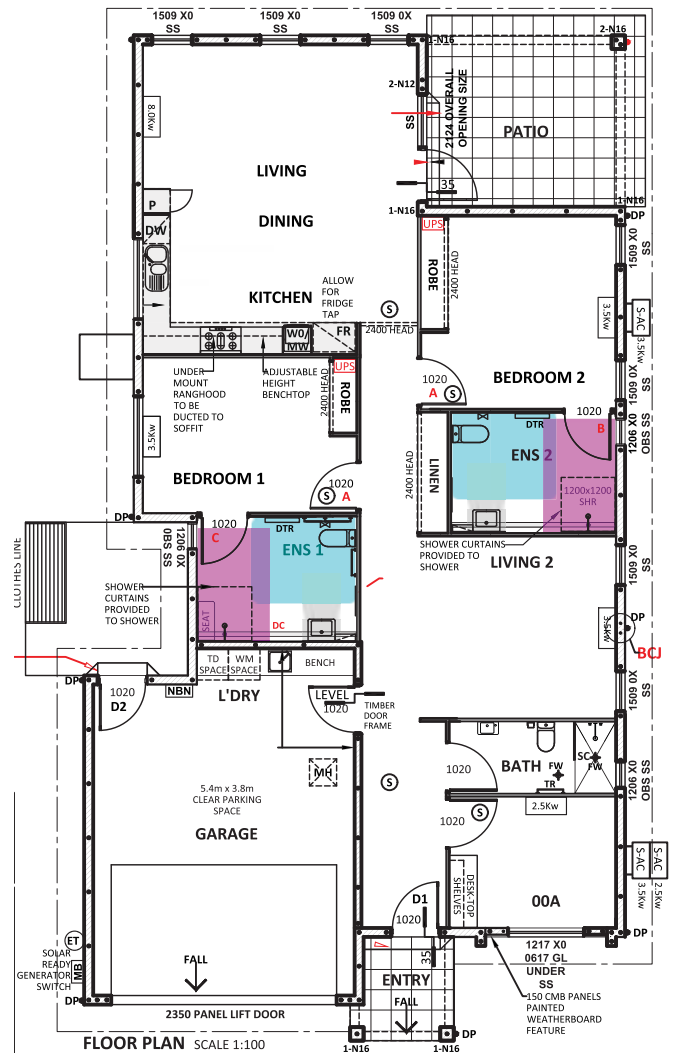 1509 X0
SS
1509 X0
SS
1509 0X
SS
1-N16
2-N16
2-N12
8.0Kw
SS
2124 OVERALL
OPENING SIZE
PATIO
LIVING
35
P
1-N16
1-N16
DP
DINING
UPS
DW
ROBE
2400 HEAD
1509 X0
SS
ALLOW
FOR
FRIDGE
TAP
KITCHEN
S
2400 HEAD
W0/
MW
FR
3.5Kw
S-AC
3.5Kw
UNDER
MOUNT
RANGHOOD
TO BE
DUCTED TO
SOFFIT
ADJUSTABLE
HEIGHT
BENCHTOP
UPS
2400 HEAD
ROBE
1020
A
S
BEDROOM 2
1509 0X
SS
1020
DTR
B
1206 X0
OBS SS
3.5Kw
ENS 2
2400 HEAD
LINEN
BEDROOM 1
1020
S
A
1200x1200
SHR
DP
1206 0X
0BS SS
1020
C
DTR
ENS 1
SHOWER CURTAINS
PROVIDED TO
SHOWER
LIVING 2
1509 X0
SS
CLOTHES LINE
SHOWER
CURTAINS
PROVIDED
TO SHOWER
SEAT
DC
3.5Kw
DP
BCJ
TD
SPACE
WM
SPACE
BENCH
DP
NBN
L'DRY
LEVEL
1020
TIMBER
DOOR
FRAME
1509 0X
SS
1020
D2
MH
1020
BATH
FW
TR
SC
FW
1206 X0
OBS SS
5.4m x 3.8m
CLEAR PARKING
SPACE
S
2.5Kw
GARAGE
1020
S
S-AC
S-AC
3.5Kw
2.5Kw
DESK-TOP
SHELVES
D1
1020
00A
ET
SOLAR
READY
GENERATOR
SWITCH
MB
FALL
35
DP
1217 X0
0617 GL
UNDER
SS
ENTRY
FALL
150 CMB PANELS
PAINTED
WEATHERBOARD
FEATURE
DP
2350 PANEL LIFT DOOR
DP
1-N16
1-N16
FLOOR PLAN SCALE 1:100